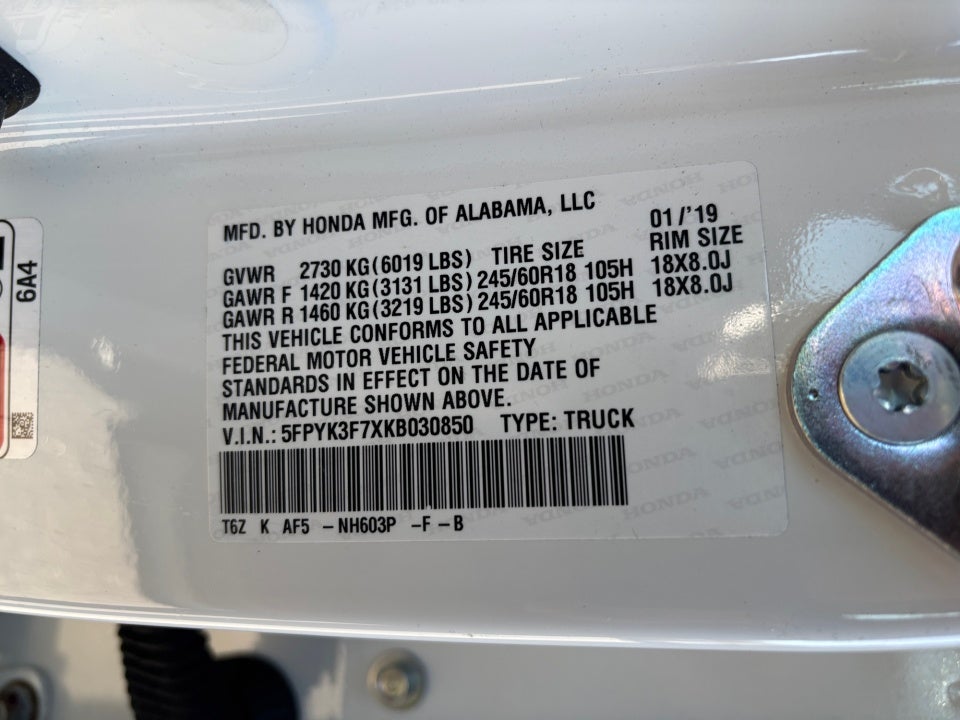 MFD. BY HONDA MFG. OF ALABAMA, LLC 01/'19
GVWR 2730 KG(6019 LBS) TIRE SIZE RIM SIZE
GAWR F 1420 KG(3131 LBS) 245/60R18 105H 18X8.0J
GAWR R 1460 KG(3219 LBS) 245/60R18 105H 18X8.0J
THIS VEHICLE CONFORMS TO ALL APPLICABLE
FEDERAL MOTOR VEHICLE SAFETY
STANDARDS IN EFFECT ON THE DATE OF
MANUFACTURE SHOWN ABOVE.
V.I.N.: 5FPYK3F7XKB030850 TYPE: TRUCK
T6Z K AF5 -NH603P -F-B
6A4